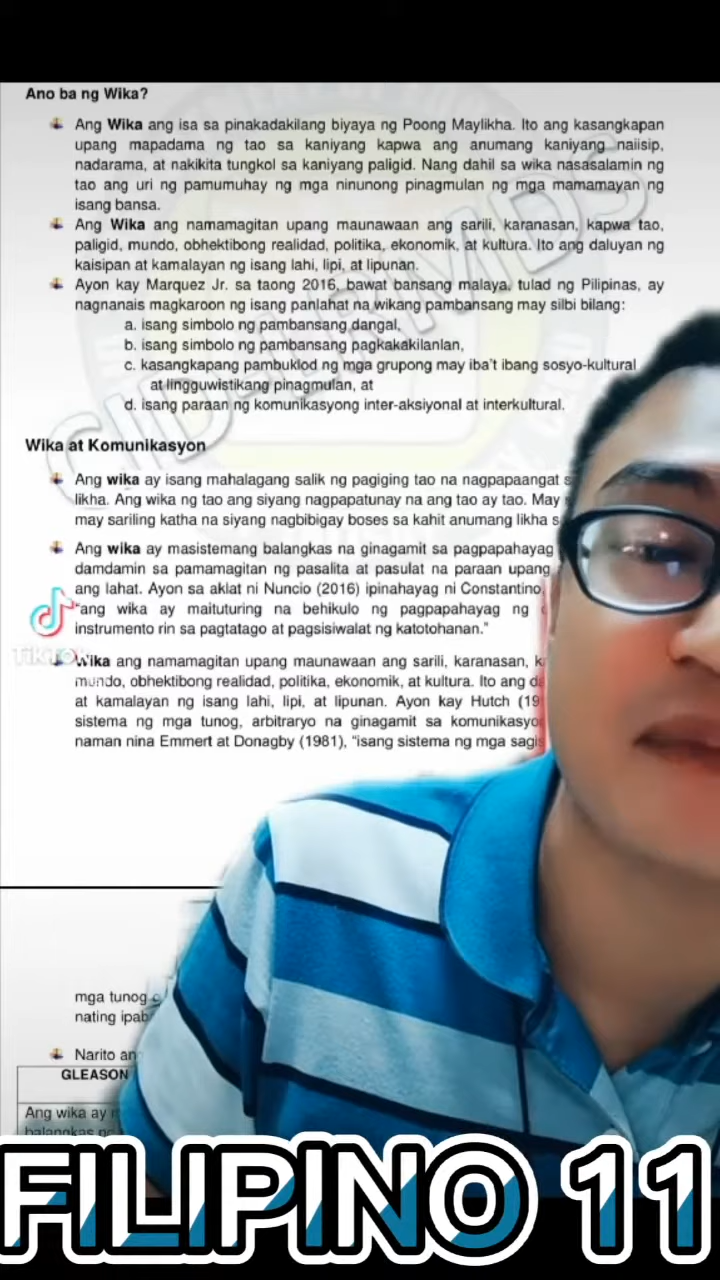 Ano ba ng Wika?
Ang Wika ang isa sa pinakadakilang biyaya ng Poong Maylikha. Ito ang kasangkapan
upang mapadama ng tao sa kaniyang kapwa ang anumang kaniyang naiisip,
nadarama, at nakikita tungkol sa kaniyang paligid. Nang dahil sa wika nasasalamin ng
tao ang uri ng pamumuhay ng mga ninunong pinagmulan ng mga mamamayan ng
isang bansa.
Ang Wika ang namamagitan upang maunawaan ang sarili, karanasan, kapwa tao,
paligid, mundo, obhektibong realidad, politika, ekonomik, at kultura. Ito ang daluyan ng
kaisipan at kamalayan ng isang lahi, lipi, at lipunan.
Ayon kay Marquez Jr. sa taong 2016, bawat bansang malaya, tulad ng Pilipinas, ay
nagnanais magkaroon ng isang panlahat na wikang pambansang may silbi bilang:
a. isang simbolo ng pambansang dangal,
b. isang simbolo ng pambansang pagkakakilanlan,
c. kasangkapang pambuklod ng mga grupong may iba't ibang sosyo-kultural
at lingguwistikang pinagmulan, at
d. isang paraan ng komunikasyong inter-aksiyonal at interkultural.
Wika at Komunikasyon
Ang wika ay isang mahalagang salik ng pagiging tao na nagpapaangat s
likha. Ang wika ng tao ang siyang nagpapatunay na ang tao ay tao. May
may sariling katha na siyang nagbibigay boses sa kahit anumang likha s
Ang wika ay masistemang balangkas na ginagamit sa pagpapahayag
damdamin sa pamamagitan ng pasalita at pasulat na paraan upang
ang lahat. Ayon sa aklat ni Nuncio (2016) ipinahayag ni Constantino,
"ang wika ay maituturing na behikulo ng pagpapahayag ng
instrumento rin sa pagtatago at pagsisiwalat ng katotohanan."
Wika ang namamagitan upang maunawaan ang sarili, karanasan, k
mundo, obhektibong realidad, politika, ekonomik, at kultura. Ito ang da
at kamalayan ng isang lahi, lipi, at lipunan. Ayon kay Hutch (19
sistema ng mga tunog, arbitraryo na ginagamit sa komunikasyo
naman nina Emmert at Donagby (1981), "isang sistema ng mga sagis
TikTok
mga tunog
nating ipab
Narito an
GLEASON
Ang wika ay
balangkas ng
FILIPINO 11